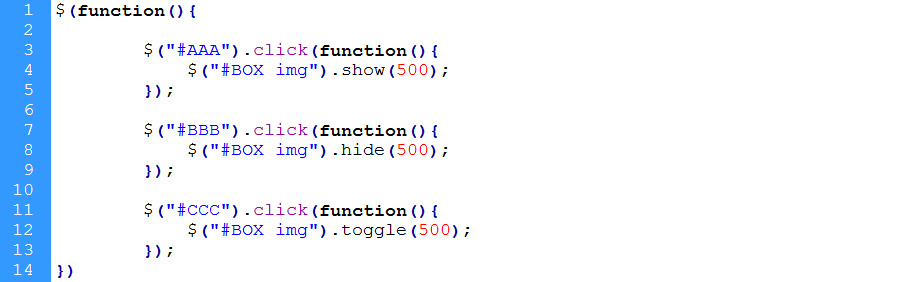 1 $(function(){
2
3 $("#AAA").click(function(){
4 $("#BOX img").show(500);
5 });
6
7 $("#BBB").click(function(){
8 $("#BOX img").hide(500);
9 });
10
11 $("#CCC").click(function(){
12 $("#BOX img").toggle(500);
13 });
14 })